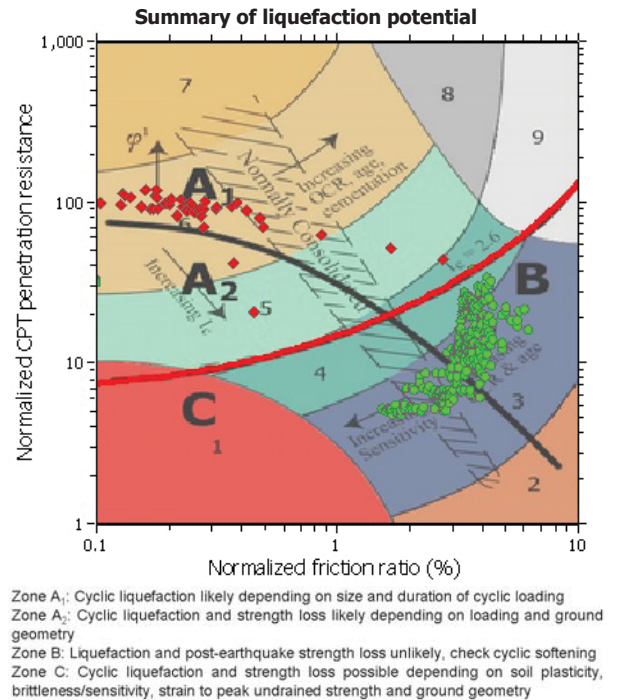 Summary of liquefaction potential
Normalized CPT penetration resistance
1,000
100
10
1
7
8
9
φ'
A1
6
Normally Consolidated
Increasing
OCR, age,
cementation
Ic = 2.6
A2
Increasing Ic
5
B
4
C
1
Increasing
Sensitivity
& age
3
2
0.1
1
10
Normalized friction ratio (%)
Zone A1: Cyclic liquefaction likely depending on size and duration of cyclic loading
Zone A2: Cyclic liquefaction and strength loss likely depending on loading and ground
geometry
Zone B: Liquefaction and post-earthquake strength loss unlikely, check cyclic softening
Zone C: Cyclic liquefaction and strength loss possible depending on soil plasticity,
brittleness/sensitivity, strain to peak undrained strength and ground geometry